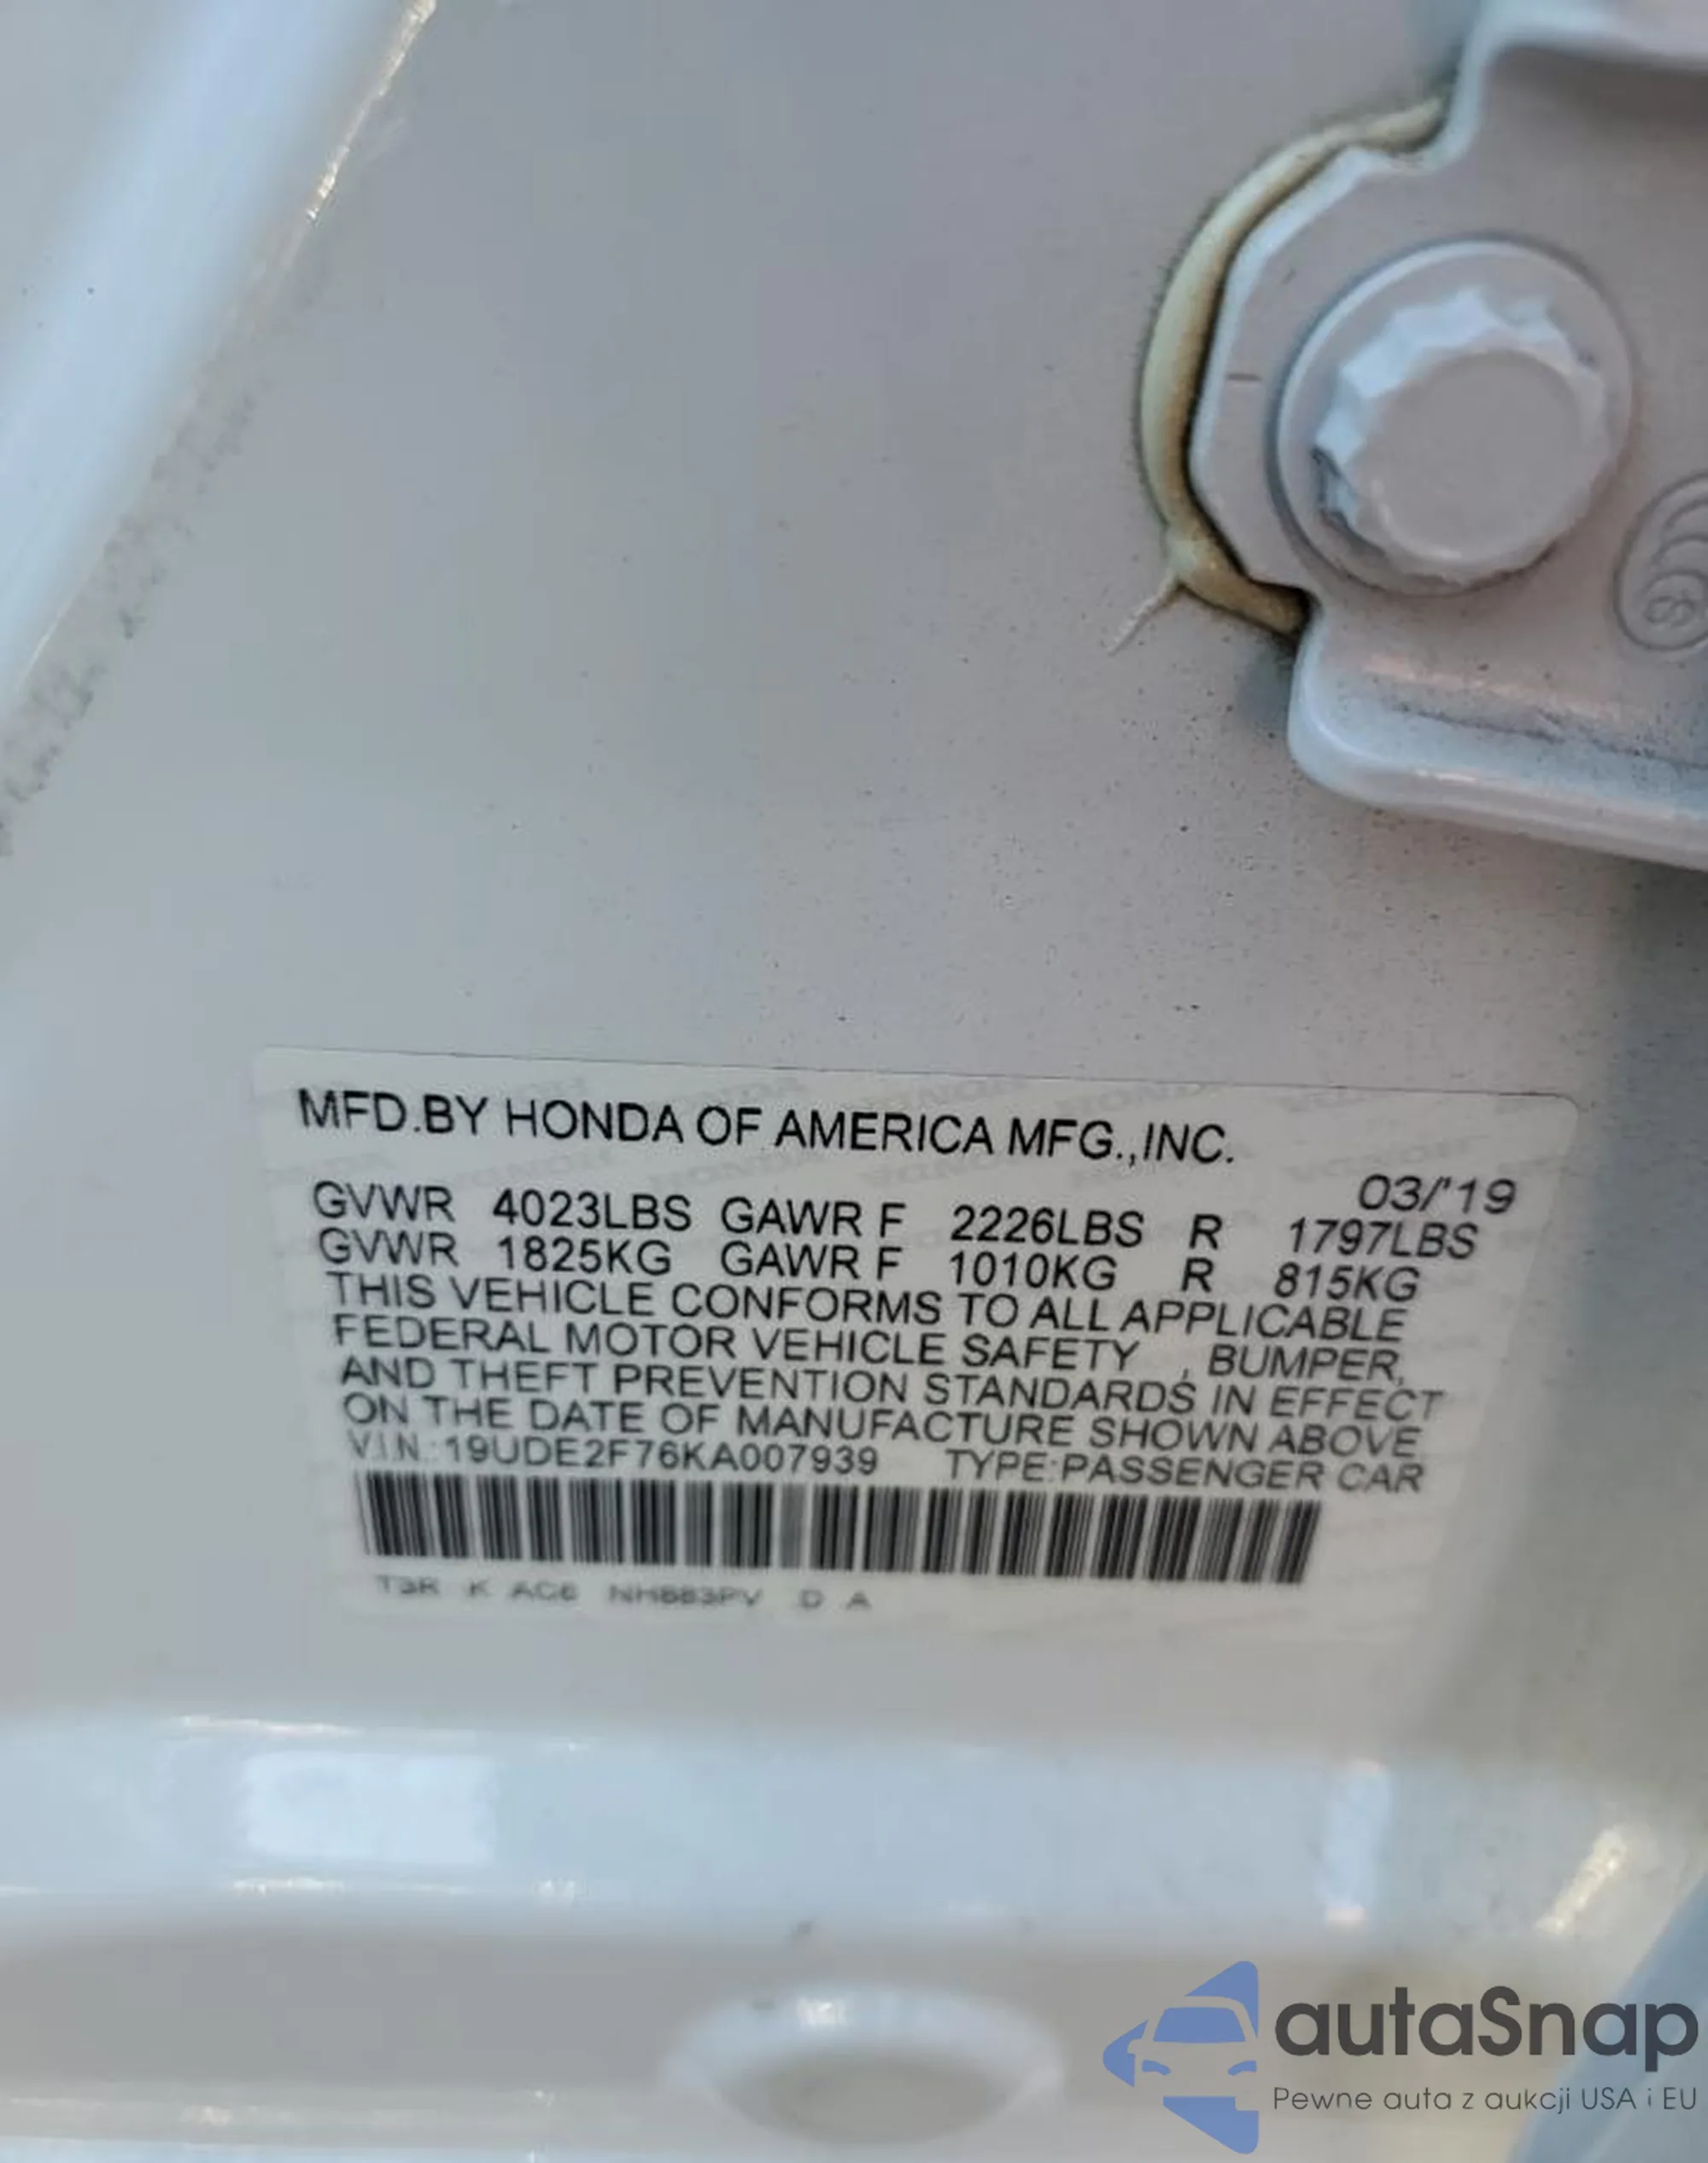 MFD.BY HONDA OF AMERICA MFG.,INC.
03/'19
GVWR 4023LBS GAWR F 2226LBS R 1797LBS
GVWR 1825KG GAWR F 1010KG R 815KG
THIS VEHICLE CONFORMS TO ALL APPLICABLE
FEDERAL MOTOR VEHICLE SAFETY , BUMPER,
AND THEFT PREVENTION STANDARDS IN EFFECT
ON THE DATE OF MANUFACTURE SHOWN ABOVE
V.I.N.:19UDE2F76KA007939 TYPE:PASSENGER CAR
T3R K AC6 NH883PV D A
autaSnap
Pewne auta z aukcji USA i EU